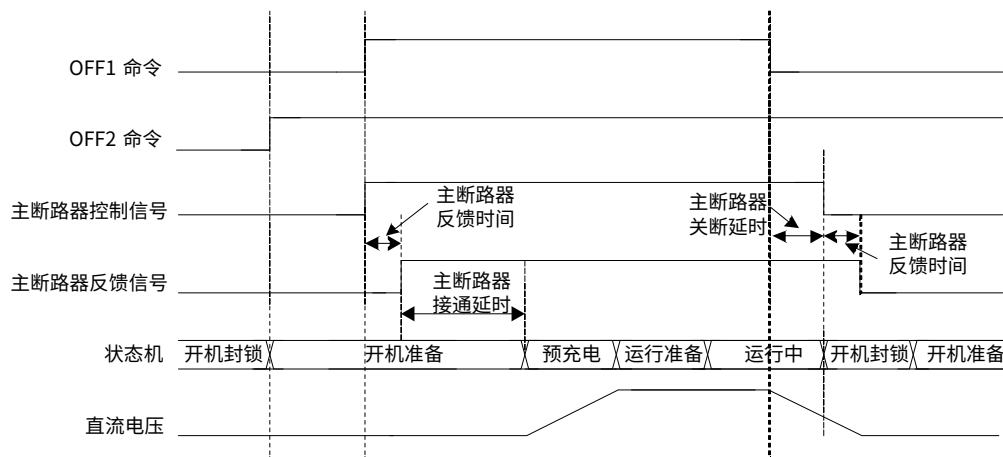 OFF1 命令
OFF2 命令
主断路器控制信号
主断路器
反馈时间
主断路器
关断延时
主断路器
反馈时间
主断路器反馈信号
主断路器
接通延时
状态机
开机封锁
开机准备
预充电
运行准备
运行中
开机封锁
开机准备
直流电压